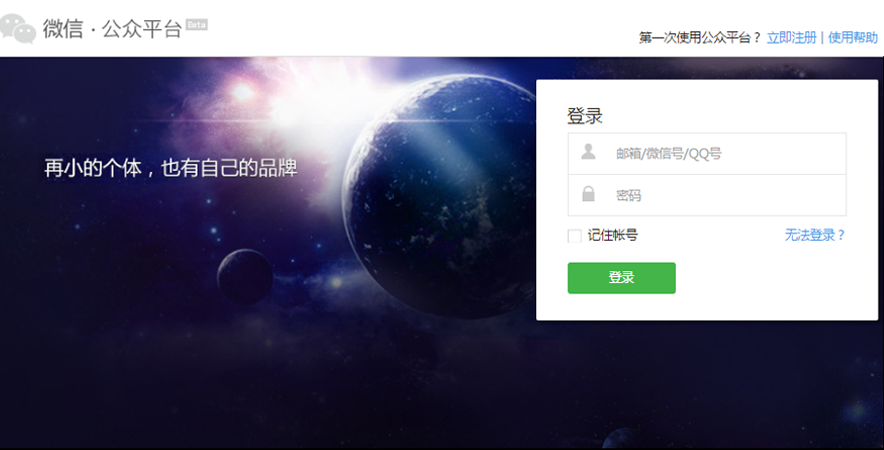 微信·公众平台 Beta
第一次使用公众平台？ 立即注册 | 使用帮助
再小的个体，也有自己的品牌
登录
邮箱/微信号/QQ号
密码
记住帐号 无法登录？
登录